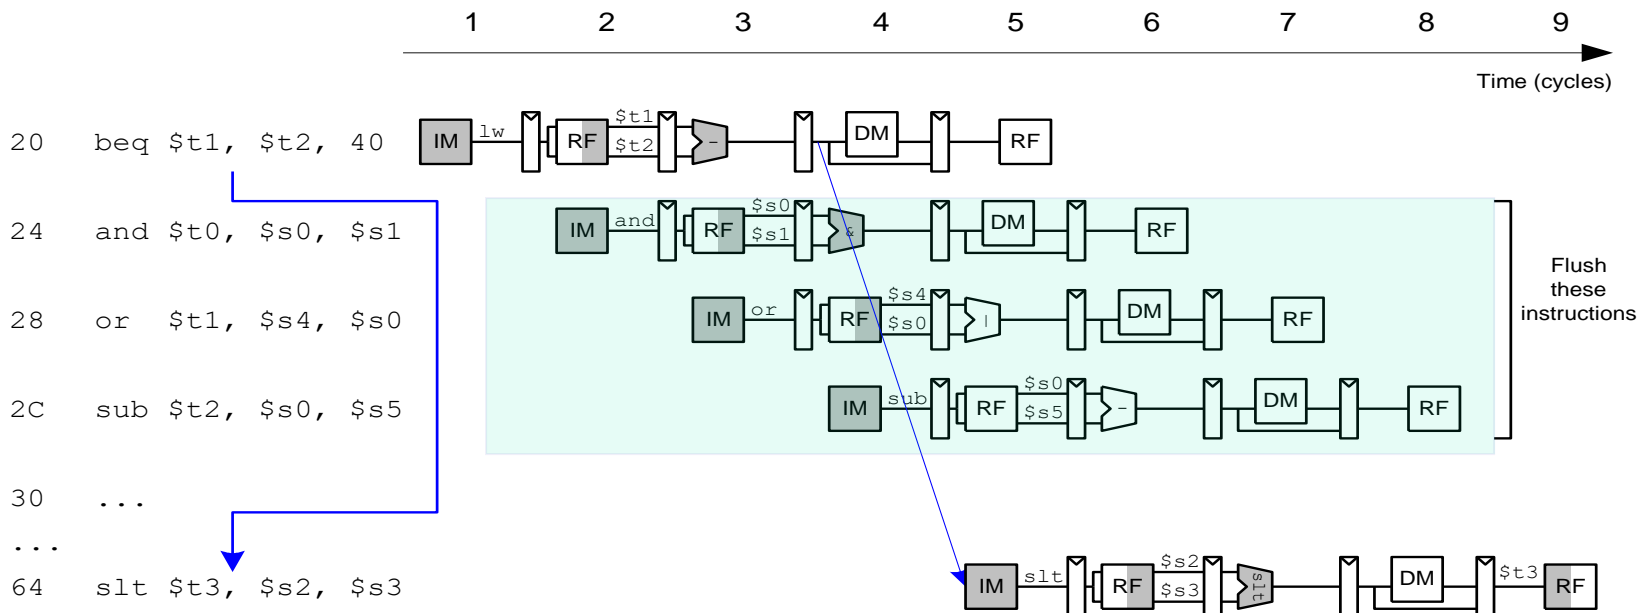 1 2 3 4 5 6 7 8 9
Time (cycles)
20 beq $t1, $t2, 40
IM lw RF $t1 $t2 - DM RF
24 and $t0, $s0, $s1
IM and RF $s0 $s1 & DM RF
28 or $t1, $s4, $s0
IM or RF $s4 $s0 | DM RF
2C sub $t2, $s0, $s5
IM sub RF $s0 $s5 - DM RF
Flush
these
instructions
30 ...
...
64 slt $t3, $s2, $s3
IM slt RF $s2 $s3 slt DM $t3 RF